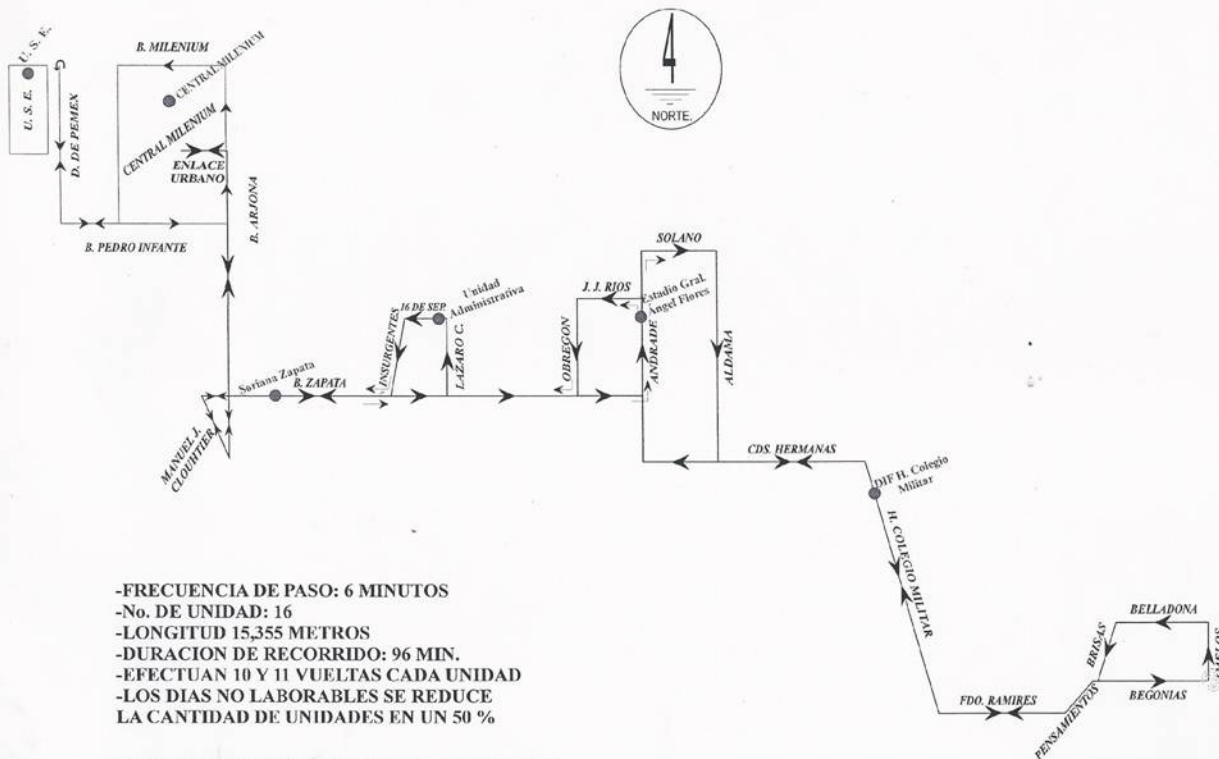 U. S. E.
U. S. E.
D. DE PEMEX
B. MILENIUM
CENTRAL MILENIUM
CENTRAL MILENIUM
ENLACE
URBANO
B. ARJONA
B. PEDRO INFANTE
NORTE.
SOLANO
J. J. RIOS
Estadio Gral.
Angel Flores
OBREGON
ANDRADE
ALDAMA
Unidad
Administrativa
16 DE SEP.
INSURGENTES
LAZARO C.
Soriana Zapata
B. ZAPATA
MANUEL J.
CLOUHTIER
CDS. HERMANAS
DIF H. Colegio
Militar
H. COLEGIO MILITAR
BELLADONA
BRISAS
BEGONIAS
FDO. RAMIRES
PENSAMIENTOS
-FRECUENCIA DE PASO: 6 MINUTOS
-No. DE UNIDAD: 16
-LONGITUD 15,355 METROS
-DURACION DE RECORRIDO: 96 MIN.
-EFECTUAN 10 Y 11 VUELTAS CADA UNIDAD
-LOS DIAS NO LABORABLES SE REDUCE
LA CANTIDAD DE UNIDADES EN UN 50 %